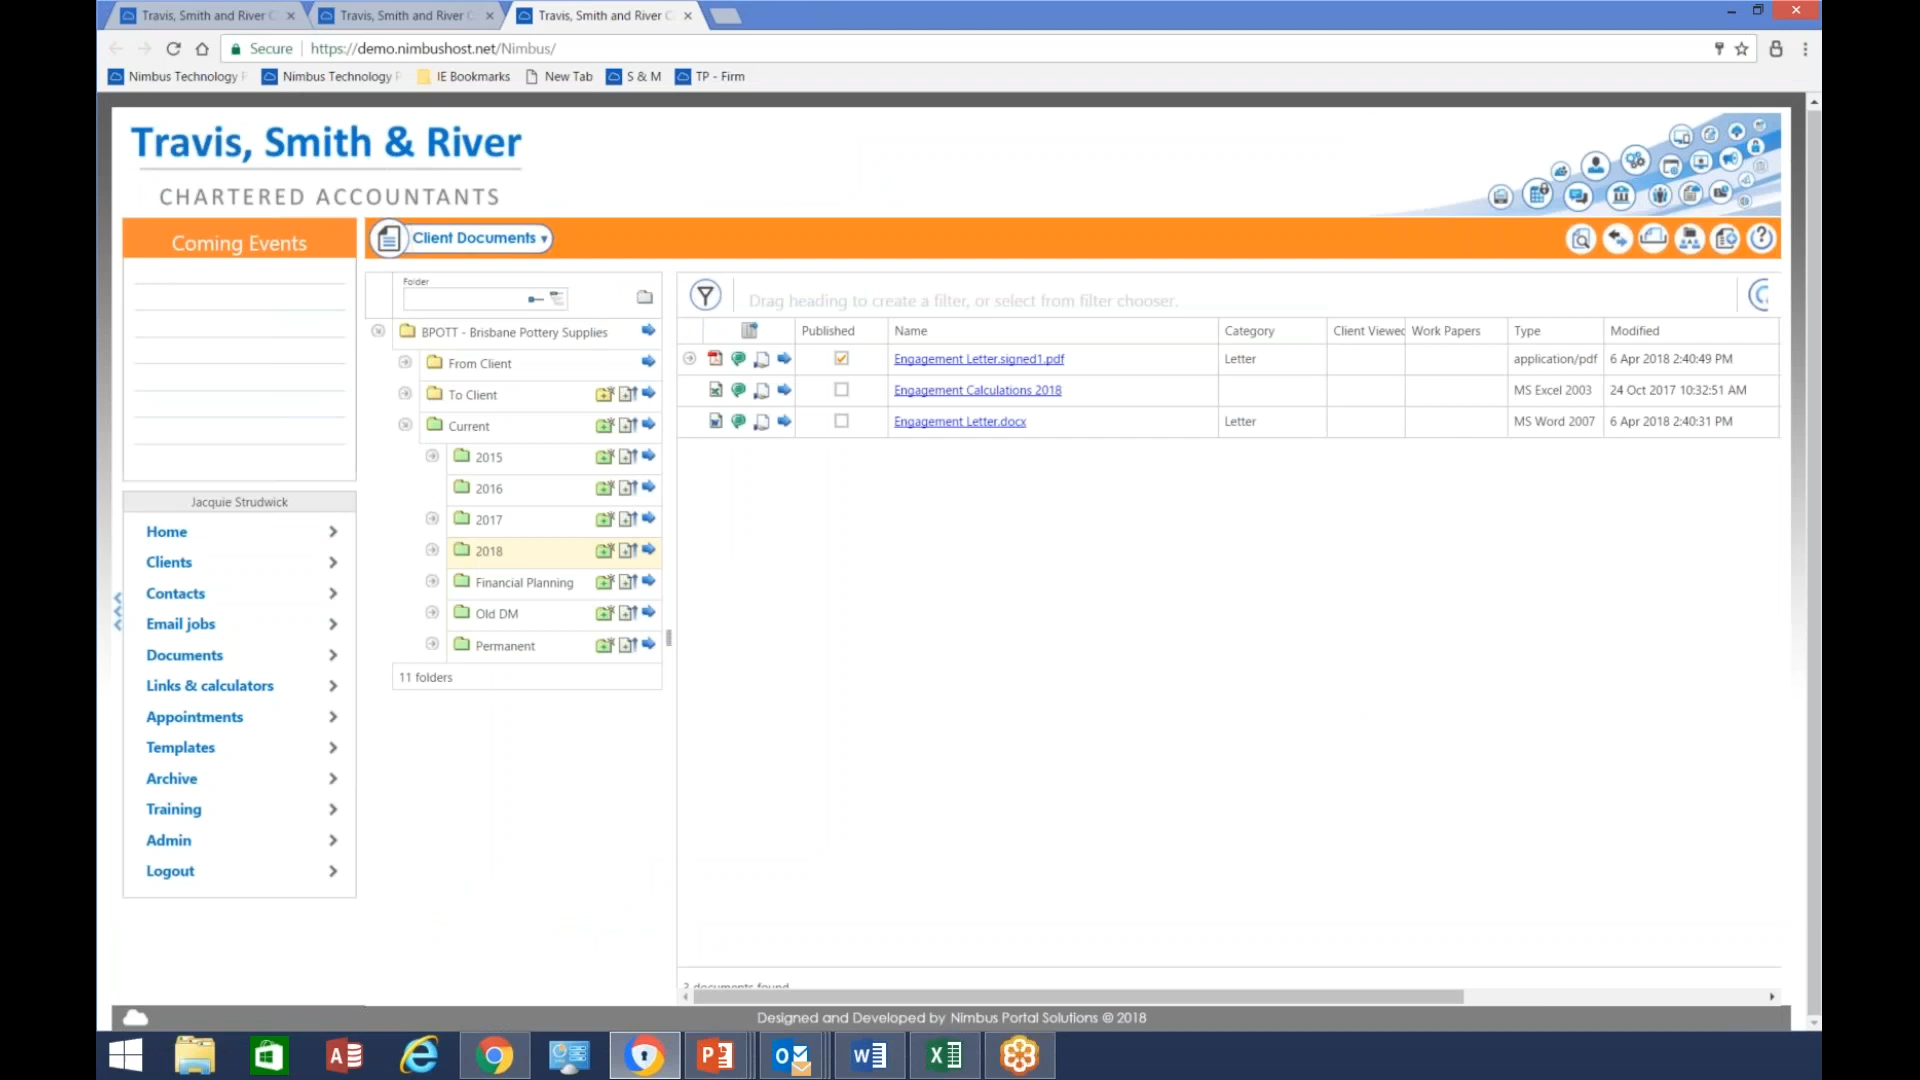 Travis, Smith and River C
Travis, Smith and River C
Travis, Smith and River C
Secure
https://demo.nimbushost.net/Nimbus/
Nimbus Technology
Nimbus Technology
IE Bookmarks
New Tab
S & M
TP - Firm
Travis, Smith & River
CHARTERED ACCOUNTANTS
Coming Events
Client Documents
Jacquie Strudwick
Home
Clients
Contacts
Email jobs
Documents
Links & calculators
Appointments
Templates
Archive
Training
Admin
Logout
Folder
BPOTT - Brisbane Pottery Supplies
From Client
To Client
Current
2015
2016
2017
2018
Financial Planning
Old DM
Permanent
11 folders
Drag heading to create a filter, or select from filter chooser.
Published Name Category Client Viewed Work Papers Type Modified
Engagement Letter.signed1.pdf Letter application/pdf 6 Apr 2018 2:40:49 PM
Engagement Calculations 2018 MS Excel 2003 24 Oct 2017 10:32:51 AM
Engagement Letter.docx Letter MS Word 2007 6 Apr 2018 2:40:31 PM
documents found
Designed and Developed by Nimbus Portal Solutions © 2018